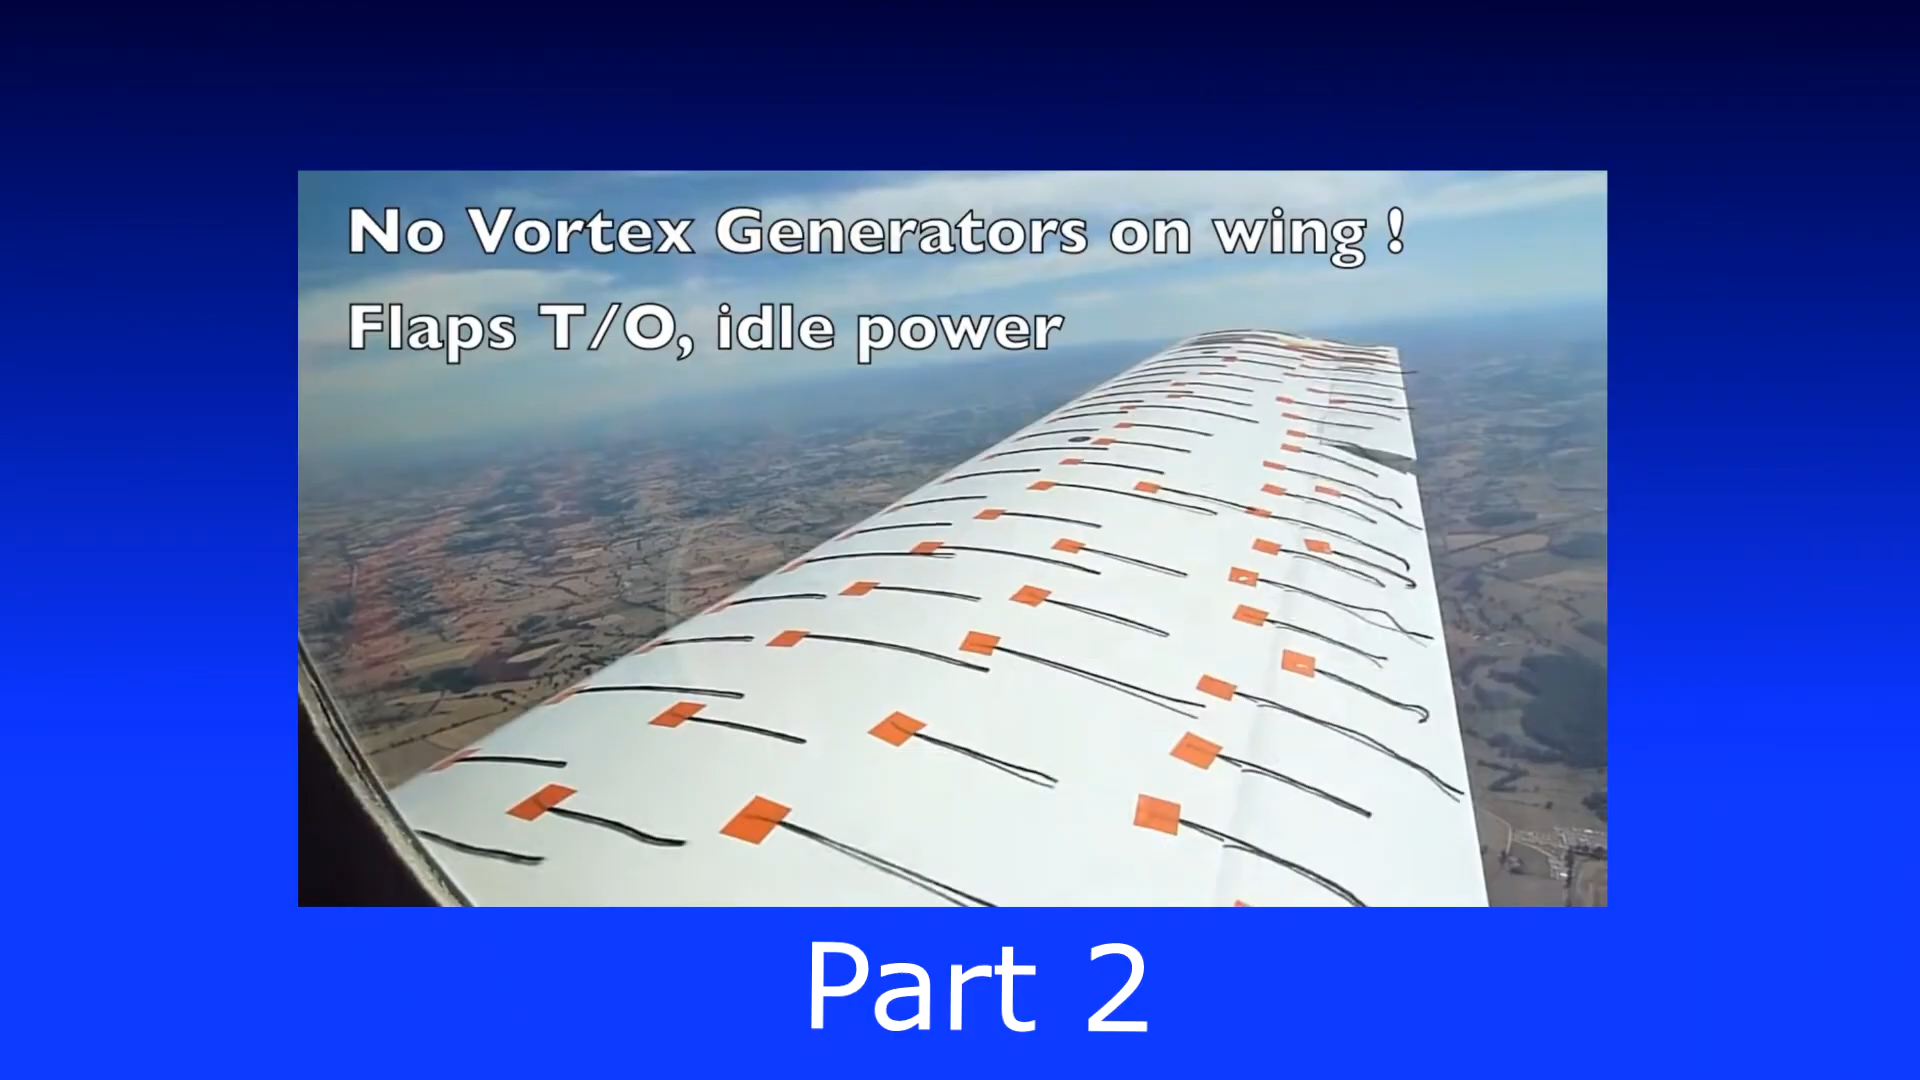 No Vortex Generators on wing !
Flaps T/O, idle power
Part 2